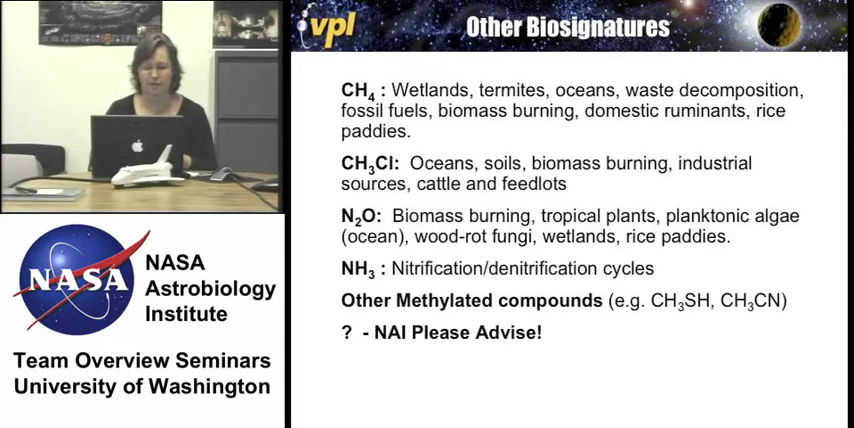 vpl
Other Biosignatures
CH₄ : Wetlands, termites, oceans, waste decomposition,
fossil fuels, biomass burning, domestic ruminants, rice
paddies.
CH₃Cl: Oceans, soils, biomass burning, industrial
sources, cattle and feedlots
N₂O: Biomass burning, tropical plants, planktonic algae
(ocean), wood-rot fungi, wetlands, rice paddies.
NH₃ : Nitrification/denitrification cycles
Other Methylated compounds (e.g. CH₃SH, CH₃CN)
? - NAI Please Advise!
NASA
NASA
Astrobiology
Institute
Team Overview Seminars
University of Washington